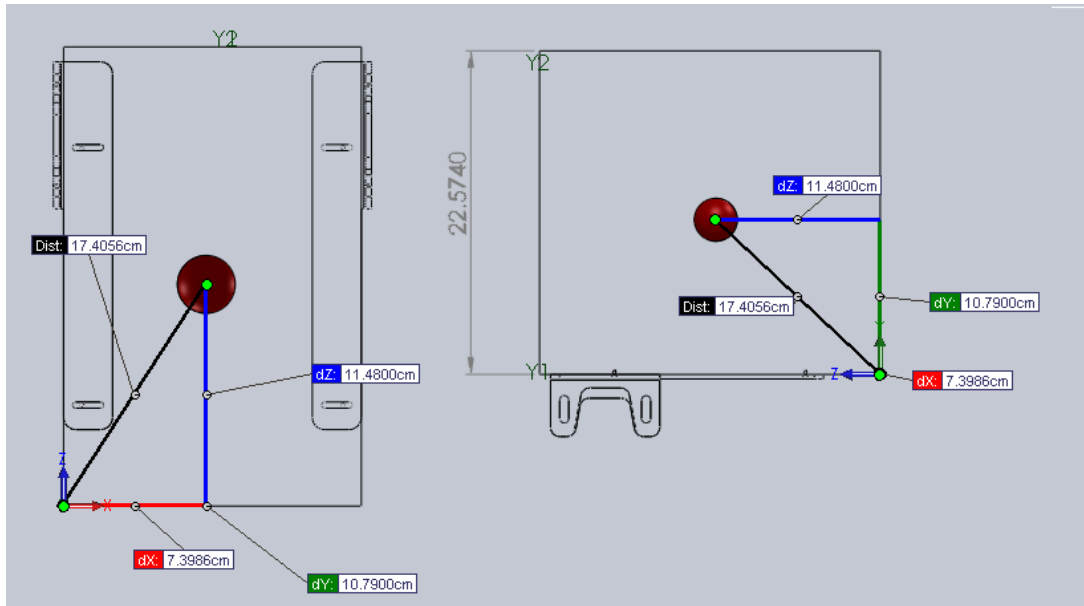 Y2
Dist: 17.4056cm
dZ: 11.4800cm
Z
X
dX: 7.3986cm
dY: 10.7900cm
Y2
22.5740
dZ: 11.4800cm
Dist: 17.4056cm
dY: 10.7900cm
Y1
Z
dX: 7.3986cm